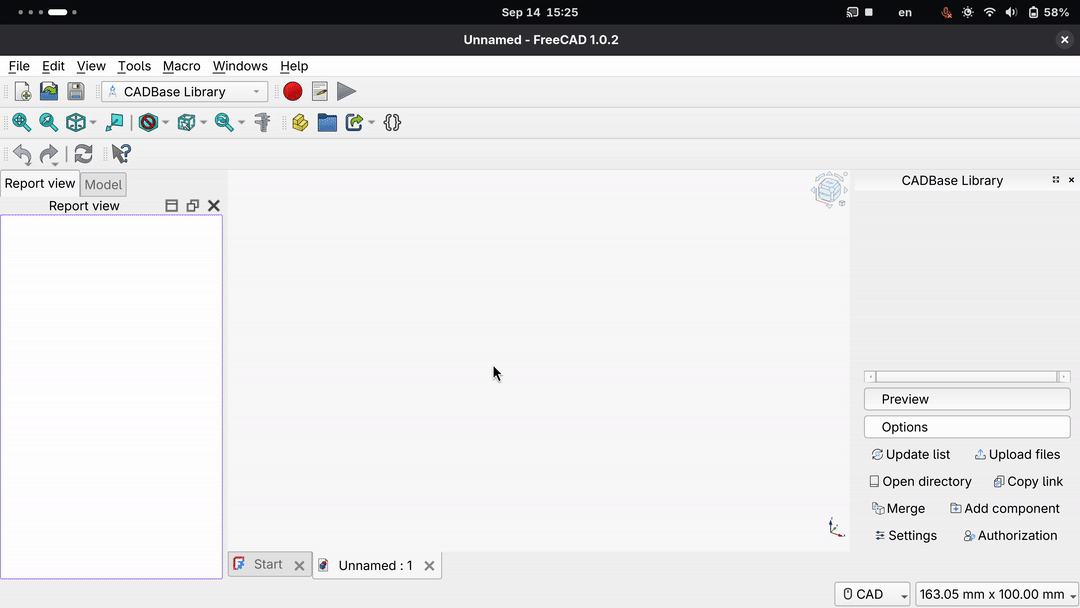 Sep 14 15:25
en
58%
Unnamed - FreeCAD 1.0.2
File Edit View Tools Macro Windows Help
CADBase Library
Report view Model
Report view
CADBase Library
Preview
Options
Update list Upload files
Open directory Copy link
Merge Add component
Settings Authorization
Start Unnamed : 1
CAD 163.05 mm x 100.00 mm